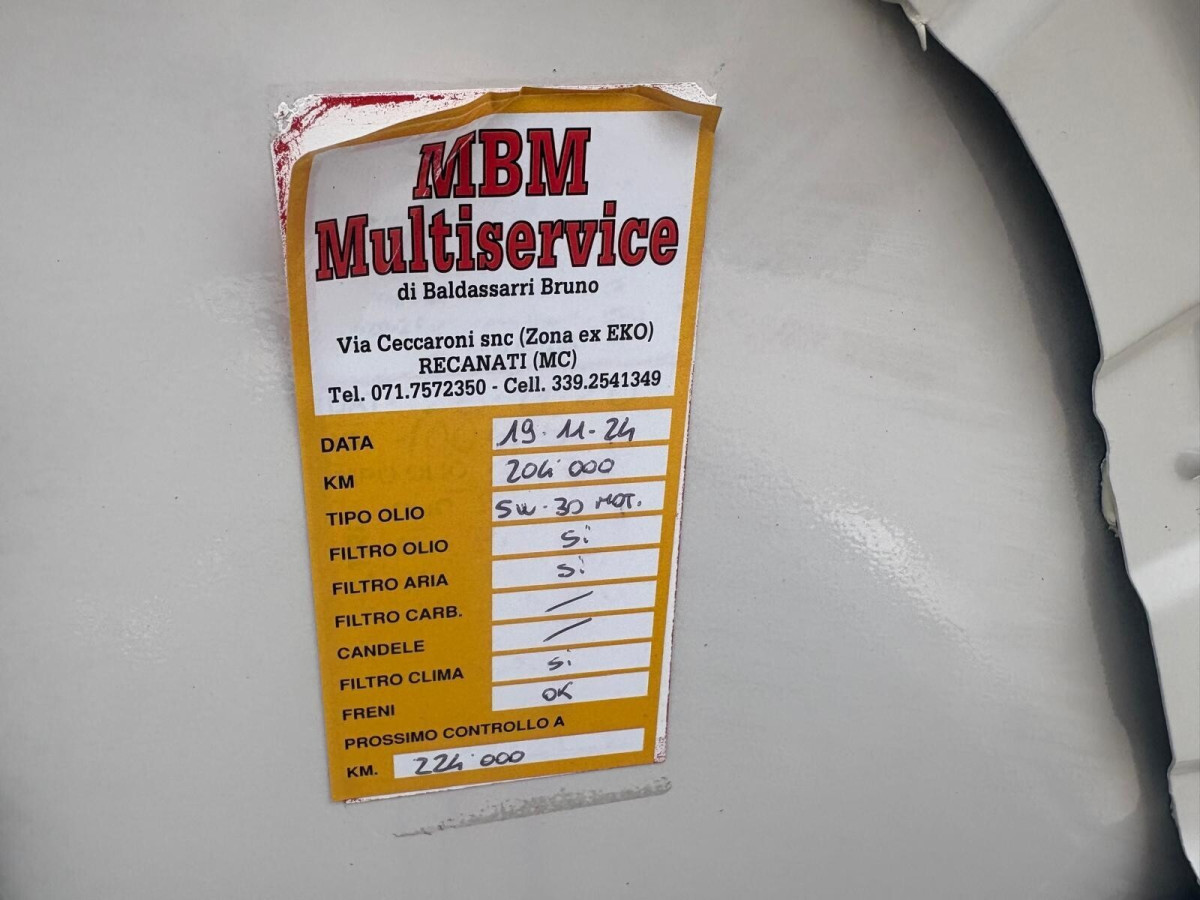 MBM
Multiservice
di Baldassarri Bruno
Via Ceccaroni snc (Zona ex EKO)
RECANATI (MC)
Tel. 071.7572350 - Cell. 339.2541349
DATA 19-11-24
KM 204'000
TIPO OLIO 5W-30 MOT.
FILTRO OLIO Si
FILTRO ARIA Si
FILTRO CARB. /
CANDELE /
FILTRO CLIMA Si
FRENI OK
PROSSIMO CONTROLLO A
KM. 224'000